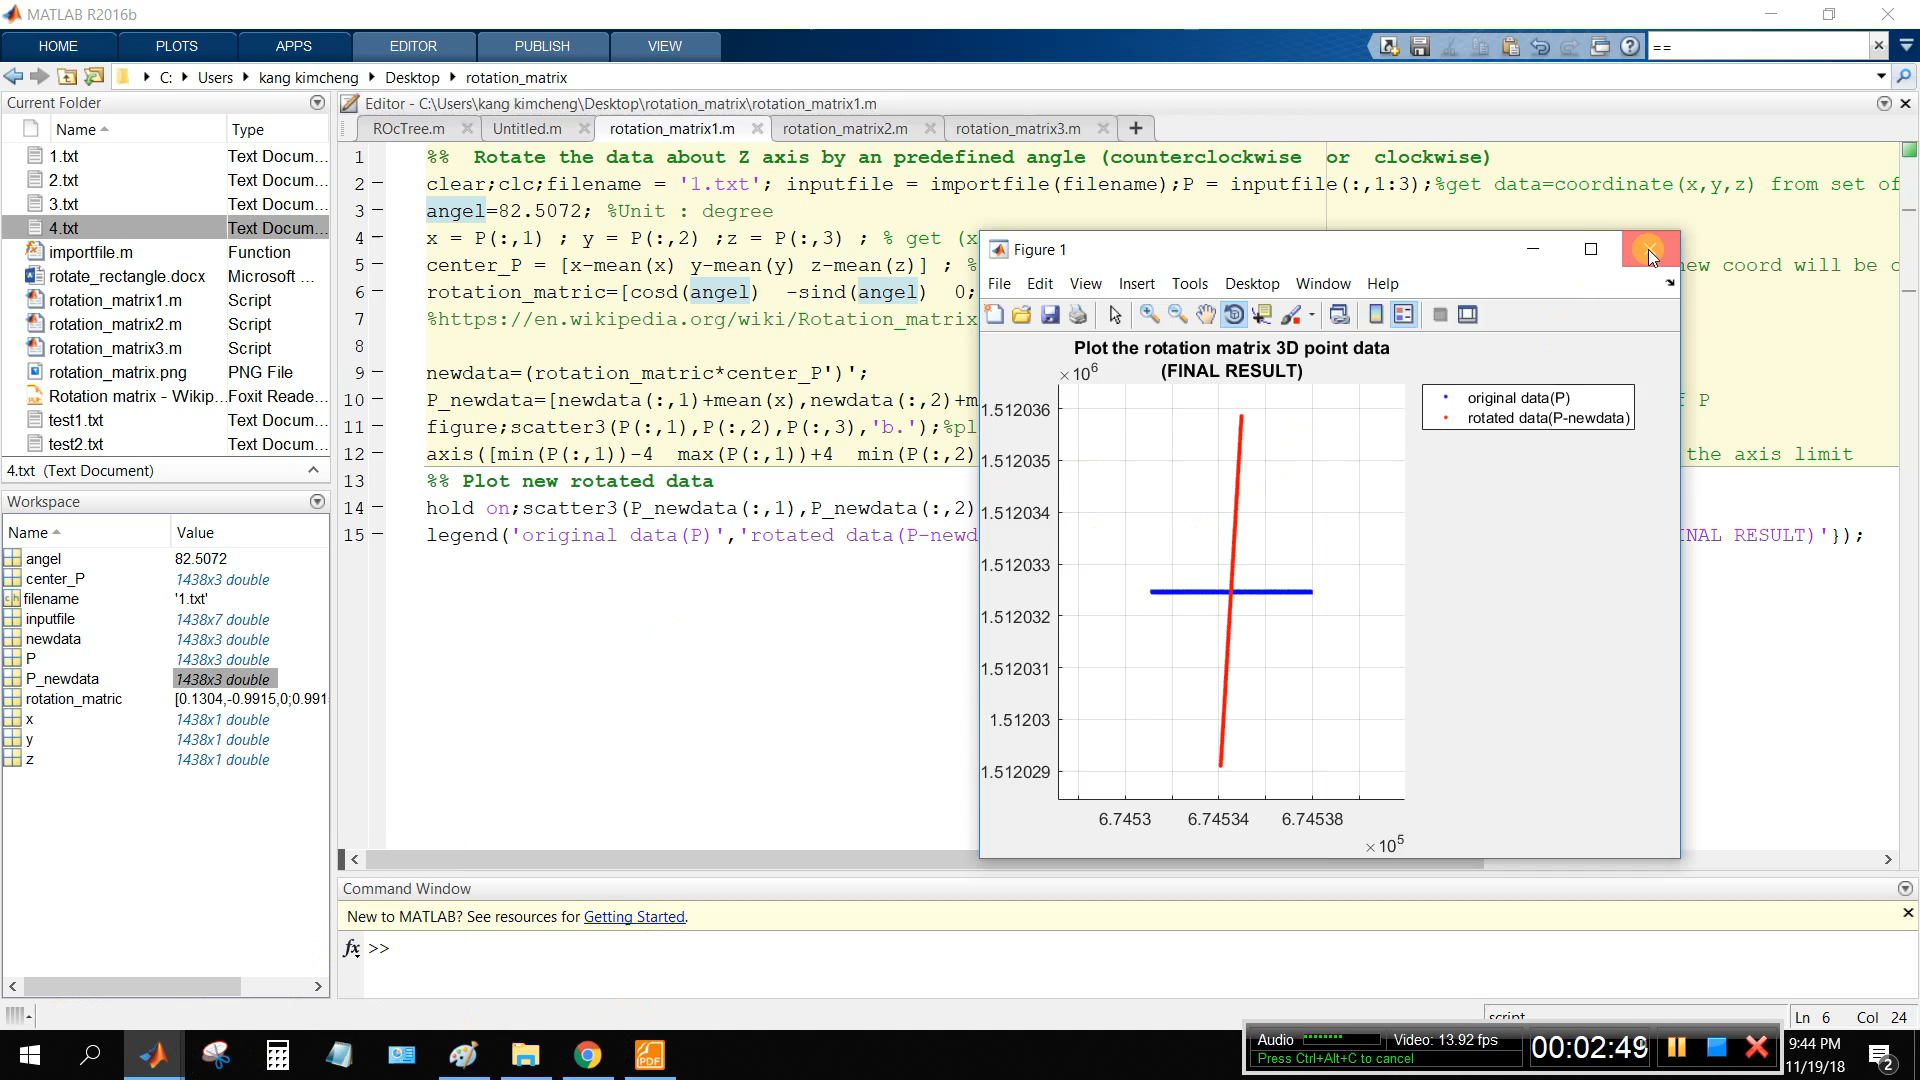 MATLAB R2016b
HOME PLOTS APPS EDITOR PUBLISH VIEW
==
C: Users kang kimcheng Desktop rotation_matrix
Current Folder
Name Type
1.txt Text Docum...
2.txt Text Docum...
3.txt Text Docum...
4.txt Text Docum...
importfile.m Function
rotate_rectangle.docx Microsoft ...
rotation_matrix1.m Script
rotation_matrix2.m Script
rotation_matrix3.m Script
rotation_matrix.png PNG File
Rotation matrix - Wikip... Foxit Reade...
test1.txt Text Docum...
test2.txt Text Docum...
4.txt (Text Document)
Workspace
Name Value
angel 82.5072
center_P 1438x3 double
filename '1.txt'
inputfile 1438x7 double
newdata 1438x3 double
P 1438x3 double
P_newdata 1438x3 double
rotation_matric [0.1304,-0.9915,0;0.991
x 1438x1 double
y 1438x1 double
z 1438x1 double
Editor - C:\Users\kang kimcheng\Desktop\rotation_matrix\rotation_matrix1.m
ROcTree.m Untitled.m rotation_matrix1.m rotation_matrix2.m rotation_matrix3.m
1 %% Rotate the data about Z axis by an predefined angle (counterclockwise or clockwise)
2 clear;clc;filename = '1.txt'; inputfile = importfile(filename);P = inputfile(:,1:3);%get data=coordinate(x,y,z) from set of
3 angel=82.5072; %Unit : degree
4 x = P(:,1) ; y = P(:,2) ;z = P(:,3) ; % get (x
5 center_P = [x-mean(x) y-mean(y) z-mean(z)] ; % new coord will be c
6 rotation_matric=[cosd(angel) -sind(angel) 0;
7 %https://en.wikipedia.org/wiki/Rotation_matrix
8
9 newdata=(rotation_matric*center_P')';
10 P_newdata=[newdata(:,1)+mean(x),newdata(:,2)+m f P
11 figure;scatter3(P(:,1),P(:,2),P(:,3),'b.');%pl
12 axis([min(P(:,1))-4 max(P(:,1))+4 min(P(:,2) the axis limit
13 %% Plot new rotated data
14 hold on;scatter3(P_newdata(:,1),P_newdata(:,2)
15 legend('original data(P)','rotated data(P-newd INAL RESULT)'});
Figure 1
File Edit View Insert Tools Desktop Window Help
Plot the rotation matrix 3D point data
(FINAL RESULT)
×10^6
1.512036
1.512035
1.512034
1.512033
1.512032
1.512031
1.51203
1.512029
6.7453 6.74534 6.74538
×10^5
original data(P)
rotated data(P-newdata)
Command Window
New to MATLAB? See resources for Getting Started.
fx >>
script
Ln 6 Col 24
Audio Video: 13.92 fps
Press Ctrl+Alt+C to cancel
00:02:49
PDF
9:44 PM
11/19/18
2